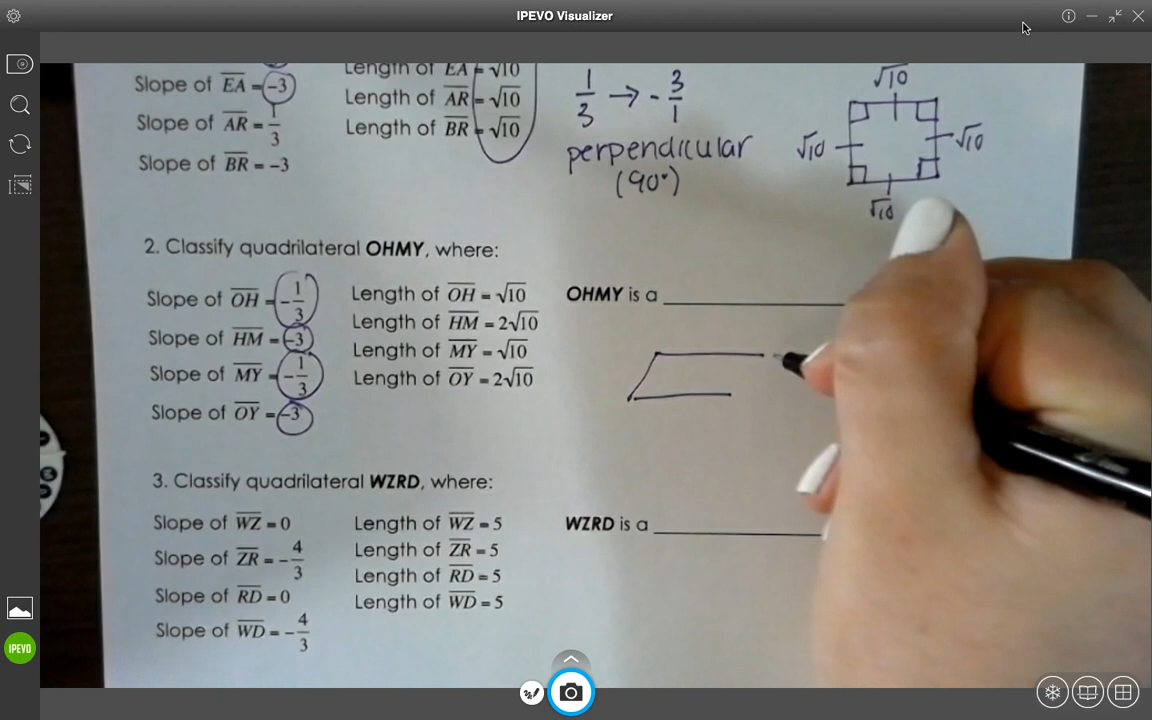 IPEVO Visualizer
Slope of EA = -3
Slope of AR = 1/3
Slope of BR = -3
Length of EA = √10
Length of AR = √10
Length of BR = √10
1/3 → - 3/1
perpendicular
(90°)
√10
√10
√10
√10
2. Classify quadrilateral OHMY, where:
Slope of OH = -1/3
Slope of HM = -3
Slope of MY = -1/3
Slope of OY = -3
Length of OH = √10
Length of HM = 2√10
Length of MY = √10
Length of OY = 2√10
OHMY is a
3. Classify quadrilateral WZRD, where:
Slope of WZ = 0
Slope of ZR = -4/3
Slope of RD = 0
Slope of WD = -4/3
Length of WZ = 5
Length of ZR = 5
Length of RD = 5
Length of WD = 5
WZRD is a
IPEVO